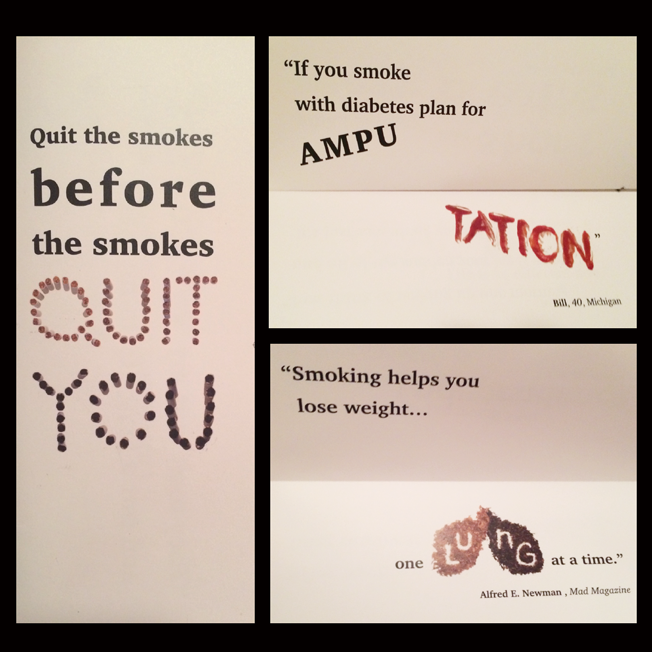 Quit the smokes
before
the smokes
QUIT
YOU
“If you smoke
with diabetes plan for
AMPU
TATION”
Bill, 40, Michigan
“Smoking helps you
lose weight...
one LUnG at a time.”
Alfred E. Newman , Mad Magazine